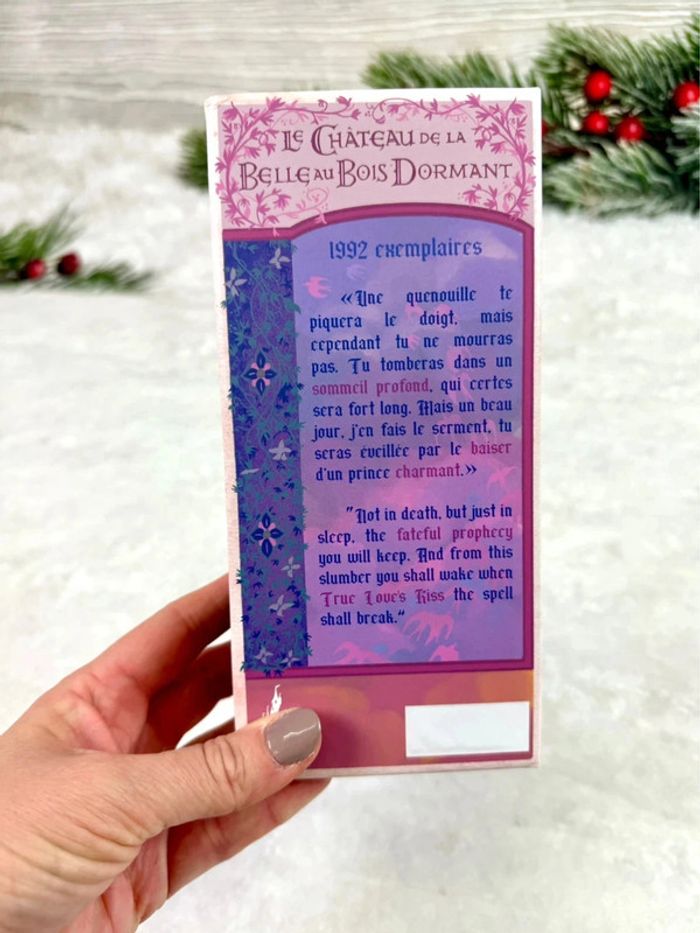 Le Château de la
Belle au Bois Dormant
1992 exemplaires
«Une quenouille te
piquera le doigt, mais
cependant tu ne mourras
pas. Tu tomberas dans un
sommeil profond, qui certes
sera fort long. Mais un beau
jour, j'en fais le serment, tu
seras éveillée par le baiser
d'un prince charmant.»
"Not in death, but just in
sleep, the fateful prophecy
you will keep. And from this
slumber you shall wake when
True Love's Kiss the spell
shall break."